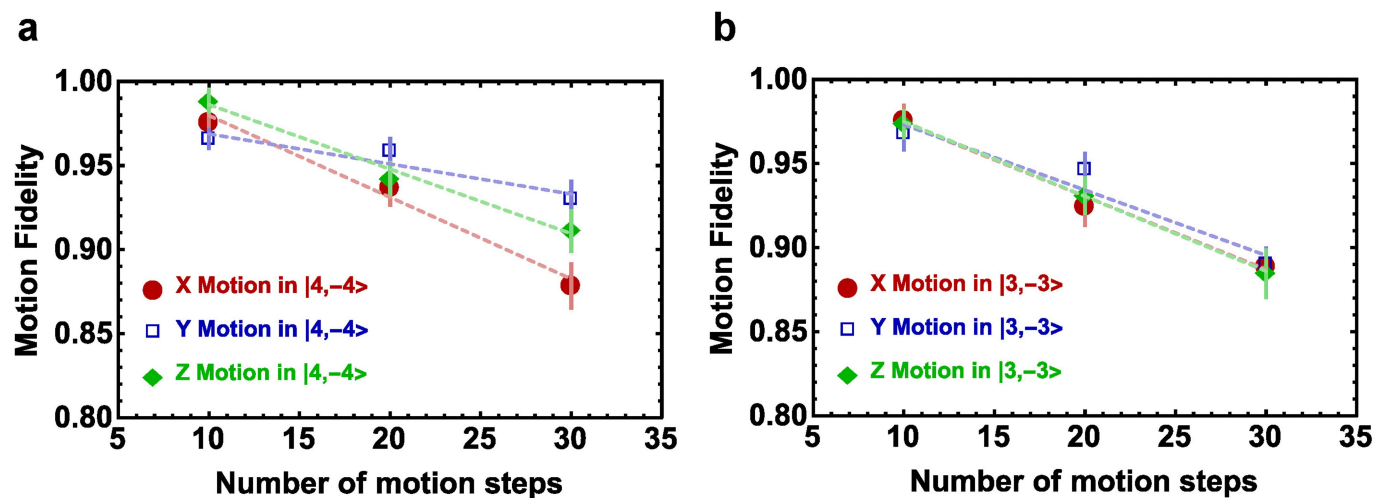 a
Motion Fidelity
1.00
0.95
0.90
0.85
0.80
X Motion in |4,−4>
Y Motion in |4,−4>
Z Motion in |4,−4>
5 10 15 20 25 30 35
Number of motion steps
b
Motion Fidelity
1.00
0.95
0.90
0.85
0.80
X Motion in |3,−3>
Y Motion in |3,−3>
Z Motion in |3,−3>
5 10 15 20 25 30 35
Number of motion steps